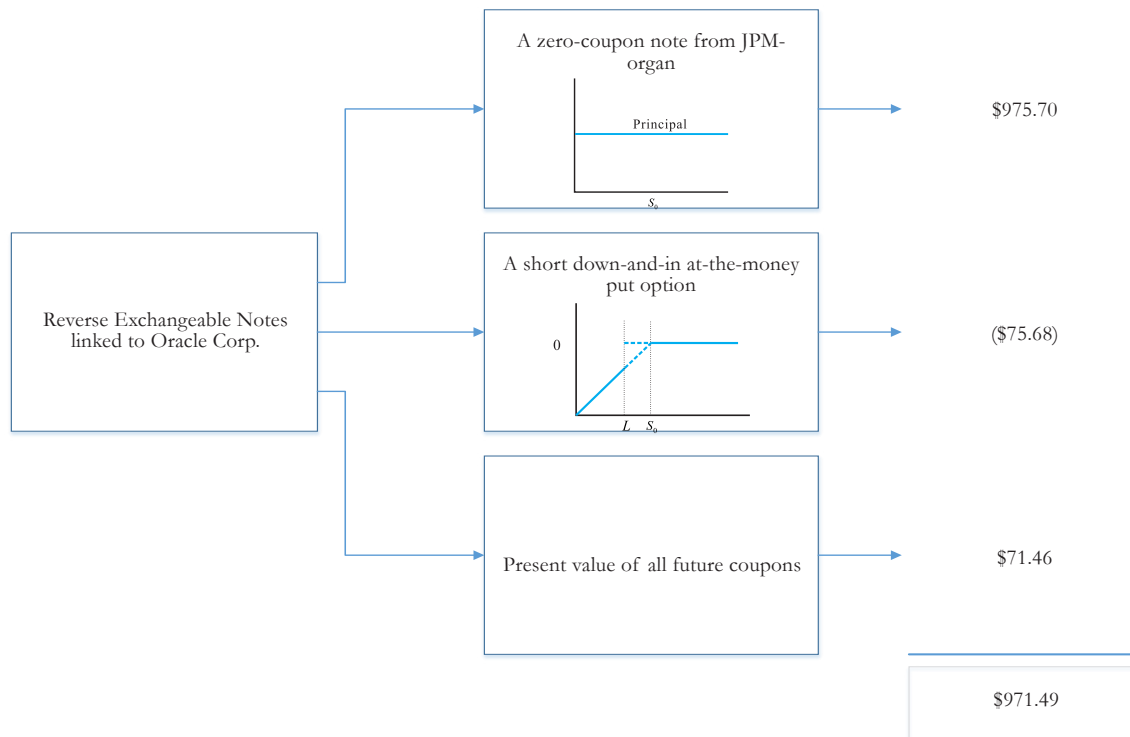 A zero-coupon note from JPM-
organ
Principal
S₀
$975.70
Reverse Exchangeable Notes
linked to Oracle Corp.
A short down-and-in at-the-money
put option
0
L S₀
($75.68)
Present value of all future coupons
$71.46
$971.49